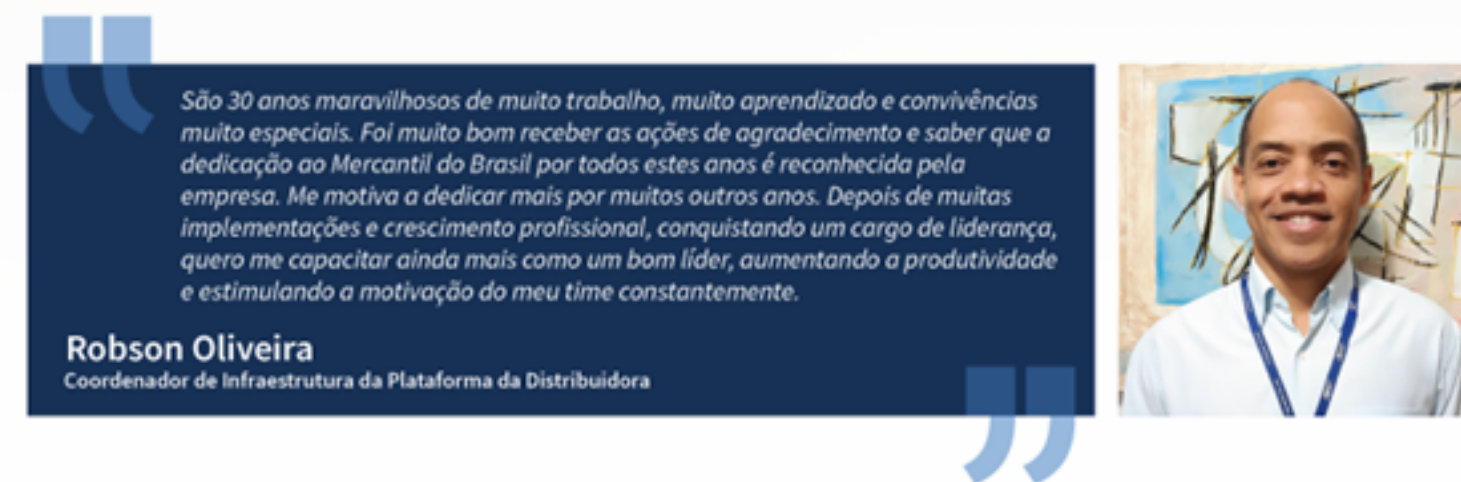 São 30 anos maravilhosos de muito trabalho, muito aprendizado e convivências
muito especiais. Foi muito bom receber as ações de agradecimento e saber que a
dedicação ao Mercantil do Brasil por todos estes anos é reconhecida pela
empresa. Me motiva a dedicar mais por muitos outros anos. Depois de muitas
implementações e crescimento profissional, conquistando um cargo de liderança,
quero me capacitar ainda mais como um bom líder, aumentando a produtividade
e estimulando a motivação do meu time constantemente.
Robson Oliveira
Coordenador de Infraestrutura da Plataforma da Distribuidora